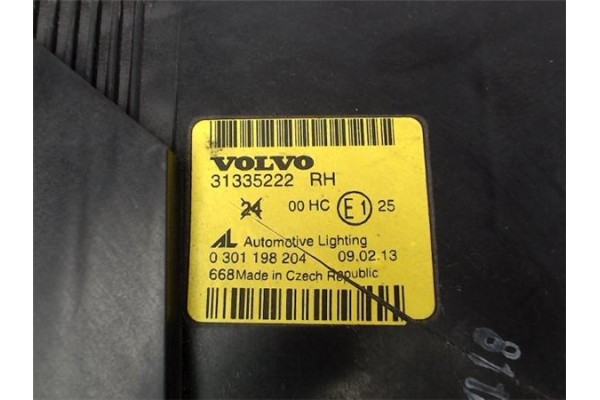 VOLVO
31335222 RH
24 00 HC E1 25
AL Automotive Lighting
0 301 198 204 09.02.13
668Made in Czech Republic